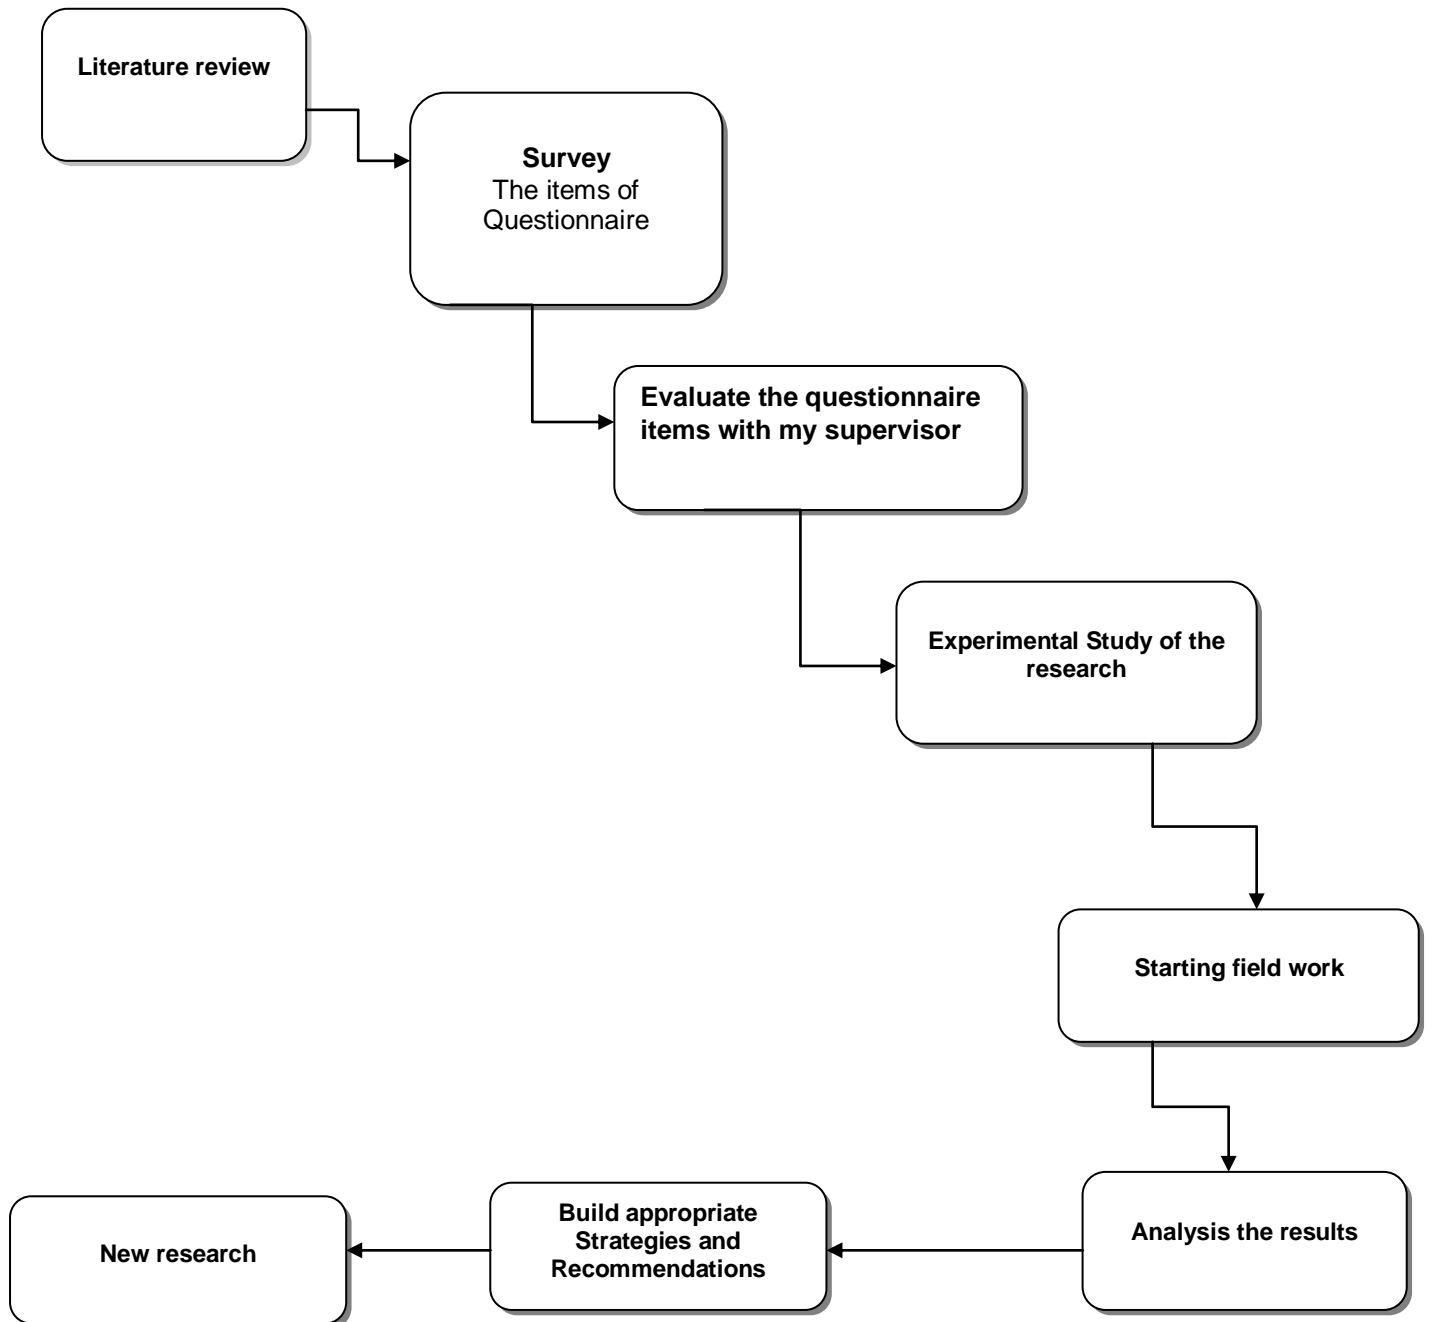 Literature review
Survey
The items of
Questionnaire
Evaluate the questionnaire
items with my supervisor
Experimental Study of the
research
Starting field work
Analysis the results
Build appropriate
Strategies and
Recommendations
New research